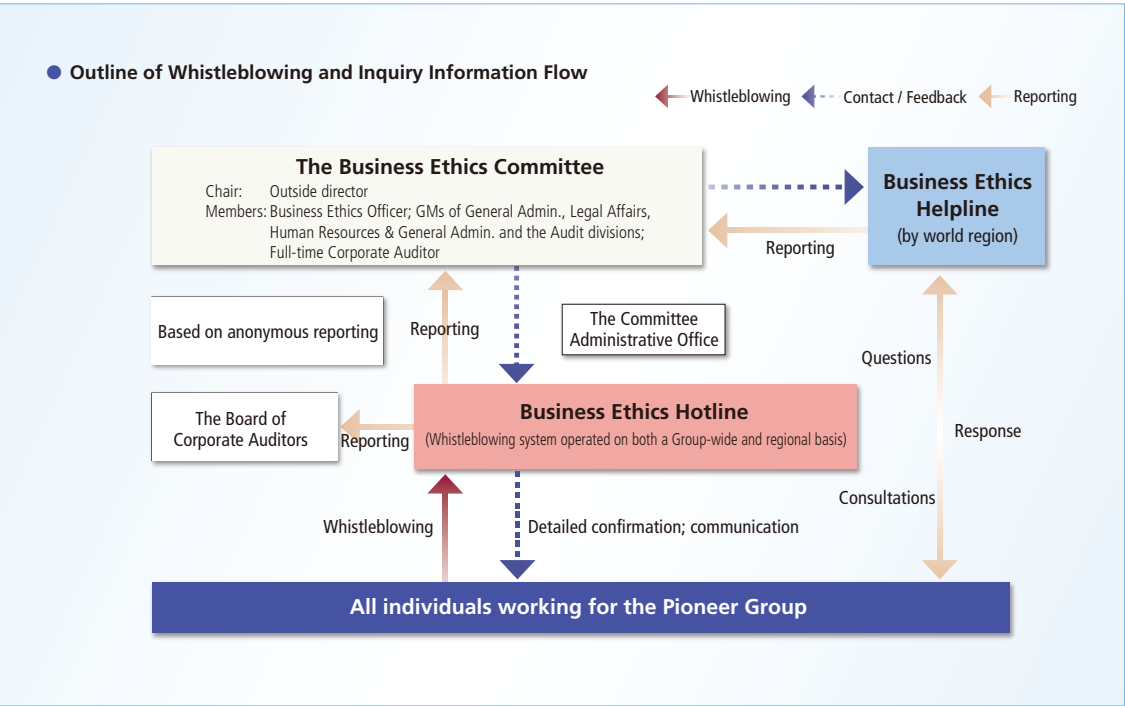 Outline of Whistleblowing and Inquiry Information Flow
Whistleblowing
Contact / Feedback
Reporting
The Business Ethics Committee
Chair: Outside director
Members: Business Ethics Officer; GMs of General Admin., Legal Affairs,
Human Resources & General Admin. and the Audit divisions;
Full-time Corporate Auditor
Business Ethics
Helpline
(by world region)
Reporting
Based on anonymous reporting
Reporting
The Committee
Administrative Office
Questions
The Board of
Corporate Auditors
Reporting
Business Ethics Hotline
(Whistleblowing system operated on both a Group-wide and regional basis)
Response
Consultations
Whistleblowing
Detailed confirmation; communication
All individuals working for the Pioneer Group